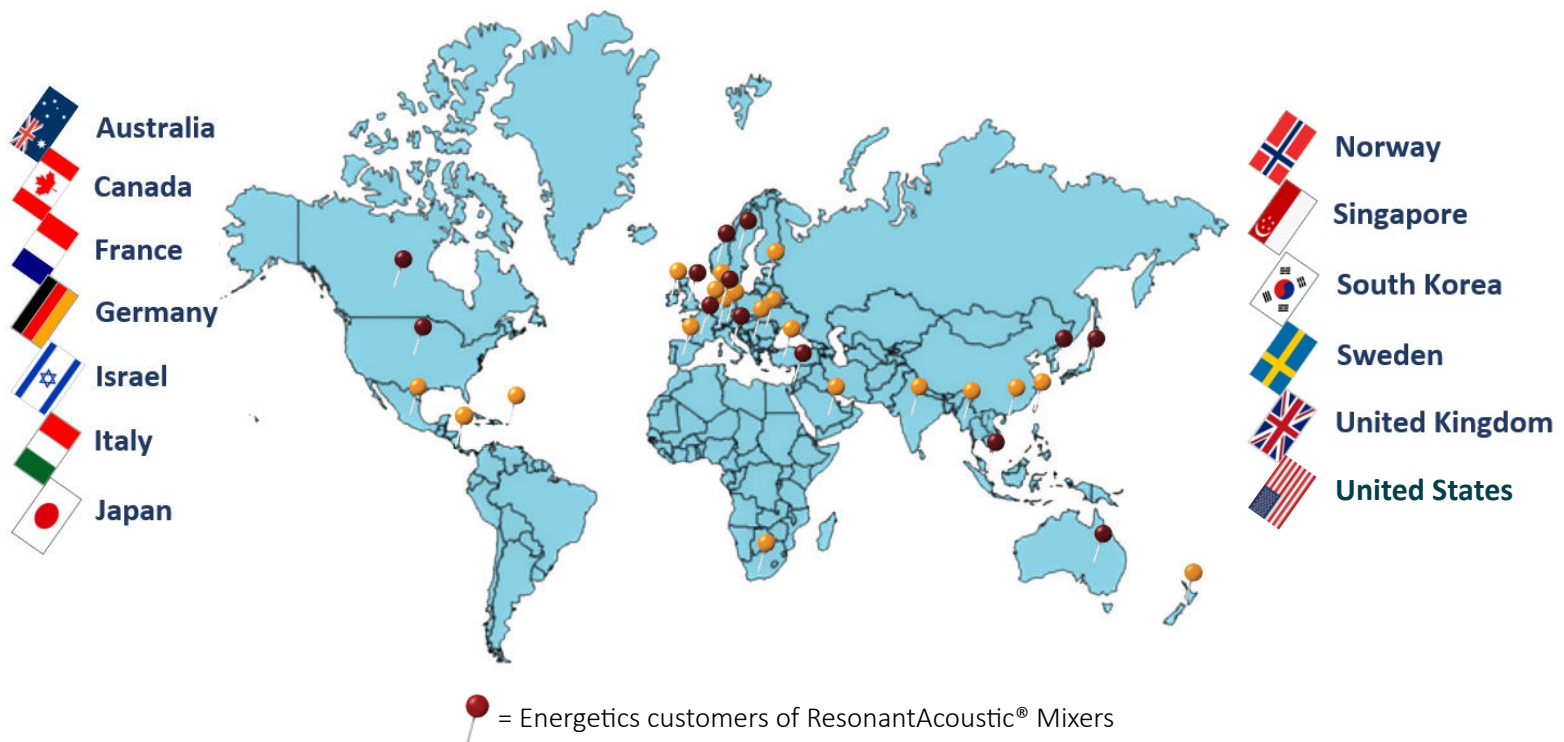 Australia
Canada
France
Germany
Israel
Italy
Japan
Norway
Singapore
South Korea
Sweden
United Kingdom
United States
= Energetics customers of ResonantAcoustic® Mixers